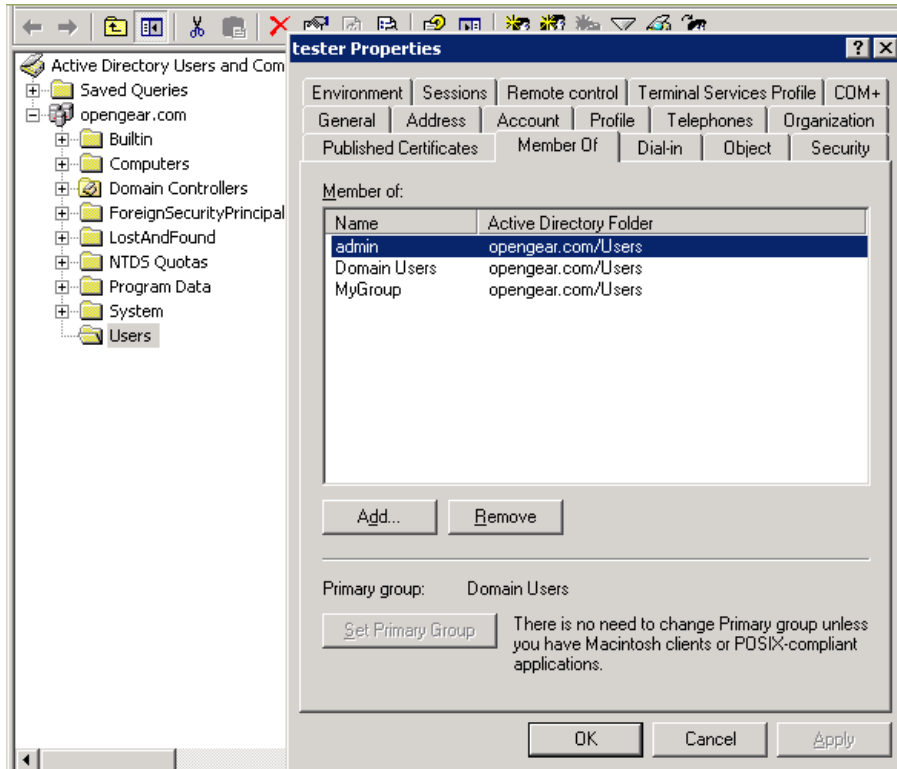 tester Properties
Active Directory Users and Com
Saved Queries
opengear.com
Builtin
Computers
Domain Controllers
ForeignSecurityPrincipal
LostAndFound
NTDS Quotas
Program Data
System
Users
Environment Sessions Remote control Terminal Services Profile COM+
General Address Account Profile Telephones Organization
Published Certificates Member Of Dial-in Object Security
Member of:
Name Active Directory Folder
admin opengear.com/Users
Domain Users opengear.com/Users
MyGroup opengear.com/Users
Add... Remove
Primary group: Domain Users
Set Primary Group
There is no need to change Primary group unless
you have Macintosh clients or POSIX-compliant
applications.
OK Cancel Apply